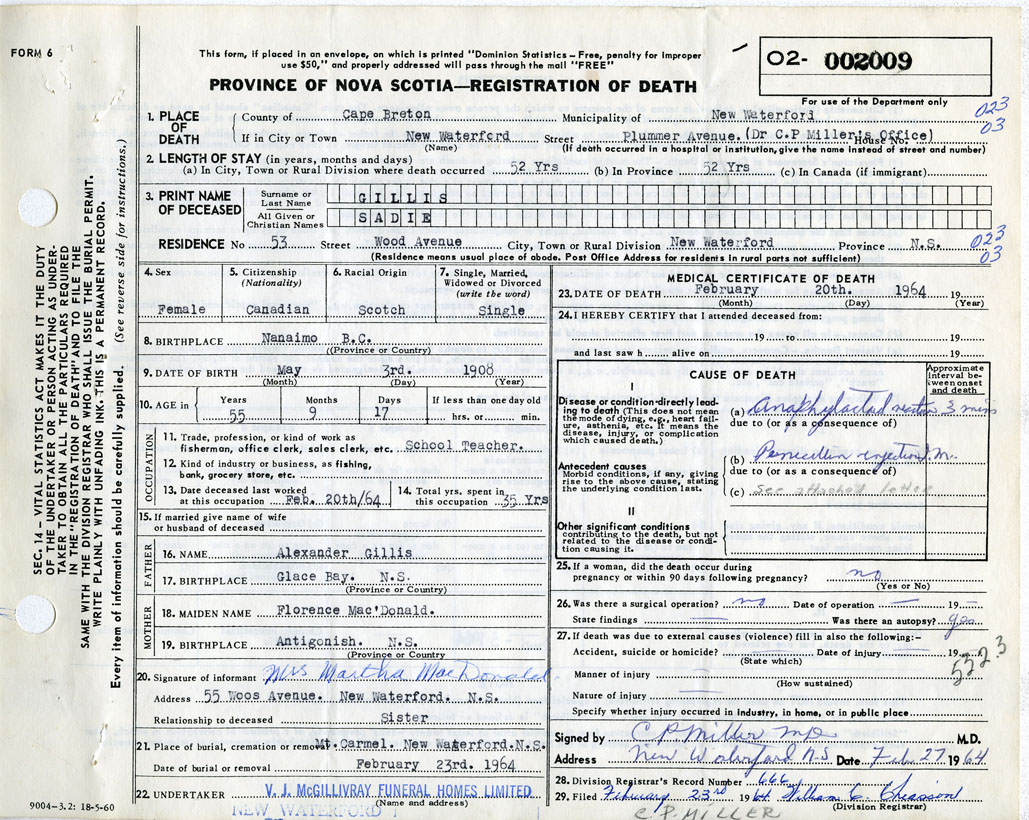 FORM 6
This form, if placed in an envelope, on which is printed "Dominion Statistics – Free, penalty for improper
use $50," and properly addressed will pass through the mail "FREE"
PROVINCE OF NOVA SCOTIA—REGISTRATION OF DEATH
O2- 002009
For use of the Department only
023
03
1. PLACE OF DEATH
County of Cape Breton Municipality of New Waterford
If in City or Town New Waterford Street Plummer Avenue. (Dr C.P Miller's Office) House No.
(Name) (If death occurred in a hospital or institution, give the name instead of street and number)
2. LENGTH OF STAY (in years, months and days)
(a) In City, Town or Rural Division where death occurred 52 Yrs (b) In Province 52 Yrs (c) In Canada (if immigrant)
3. PRINT NAME OF DECEASED
Surname or Last Name GILLIS
All Given or Christian Names SADIE
RESIDENCE No 53 Street Wood Avenue City, Town or Rural Division New Waterford Province N.S. 023
03
(Residence means usual place of abode. Post Office Address for residents in rural parts not sufficient)
4. Sex
Female
5. Citizenship
(Nationality)
Canadian
6. Racial Origin
Scotch
7. Single, Married,
Widowed or Divorced
(write the word)
Single
8. BIRTHPLACE Nanaimo B.C.
((Province or Country)
9. DATE OF BIRTH May 3rd. 1908
(Month) (Day) (Year)
10. AGE in
Years Months Days If less than one day old
55 9 17 hrs. or min.
OCCUPATION
11. Trade, profession, or kind of work as
fisherman, office clerk, sales clerk, etc. School Teacher.
12. Kind of industry or business, as fishing,
bank, grocery store, etc.
13. Date deceased last worked
at this occupation Feb. 20th/64
14. Total yrs. spent in
this occupation 35 Yrs
15. If married give name of wife
or husband of deceased
FATHER
16. NAME Alexander Gillis
17. BIRTHPLACE Glace Bay. N.S.
(Province or Country)
MOTHER
18. MAIDEN NAME Florence Mac'Donald.
19. BIRTHPLACE Antigonish. N.S.
(Province or Country)
20. Signature of informant Mrs Martha MacDonald
Address 55 Woos Avenue. New Waterford. N.S.
Relationship to deceased Sister
21. Place of burial, cremation or removal Mt.Carmel. New Waterford.N.S.
Date of burial or removal February 23rd. 1964
22. UNDERTAKER V. J. McGILLIVRAY FUNERAL HOMES LIMITED
(Name and address)
NEW WATERFORD
9004-3.2: 18-5-60
MEDICAL CERTIFICATE OF DEATH
23. DATE OF DEATH February 20th. 1964 19
(Month) (Day) (Year)
24. I HEREBY CERTIFY that I attended deceased from:
19 to 19
and last saw h alive on 19
CAUSE OF DEATH
Approximate
interval be-
tween onset
and death
I
Disease or condition directly lead-
ing to death (This does not mean
the mode of dying, e.g., heart fail-
ure, asthenia, etc. It means the
disease, injury, or complication
which caused death.)
(a) 3 mins
due to (or as a consequence of)
Antecedent causes
Morbid conditions, if any, giving
rise to the above cause, stating
the underlying condition last.
(b) Penicillin injection I.M.
due to (or as a consequence of)
(c) See attached letter
II
Other significant conditions
contributing to the death, but not
related to the disease or condi-
tion causing it.
25. If a woman, did the death occur during
pregnancy or within 90 days following pregnancy? no
(Yes or No)
26. Was there a surgical operation? no Date of operation — 19 —
State findings — Was there an autopsy? yes
27. If death was due to external causes (violence) fill in also the following:–
Accident, suicide or homicide? Date of injury 19
(State which)
Manner of injury
(How sustained)
Nature of injury
Specify whether injury occurred in industry, in home, or in public place
Signed by C P Miller MD M.D.
Address New Waterford N.S. Date Feb. 27 1964
28. Division Registrar's Record Number 666
29. Filed February 23rd 1964 William C. Chiasson
(Division Registrar)
C.P. MILLER
SEC. 14 – VITAL STATISTICS ACT MAKES IT THE DUTY
OF THE UNDERTAKER OR PERSON ACTING AS UNDER-
TAKER TO OBTAIN ALL THE PARTICULARS REQUIRED
IN THE "REGISTRATION OF DEATH" AND TO FILE THE
SAME WITH THE DIVISION REGISTRAR WHO SHALL ISSUE THE BURIAL PERMIT.
WRITE PLAINLY WITH UNFADING INK. THIS IS A PERMANENT RECORD.
Every item of information should be carefully supplied. (See reverse side for instructions.)